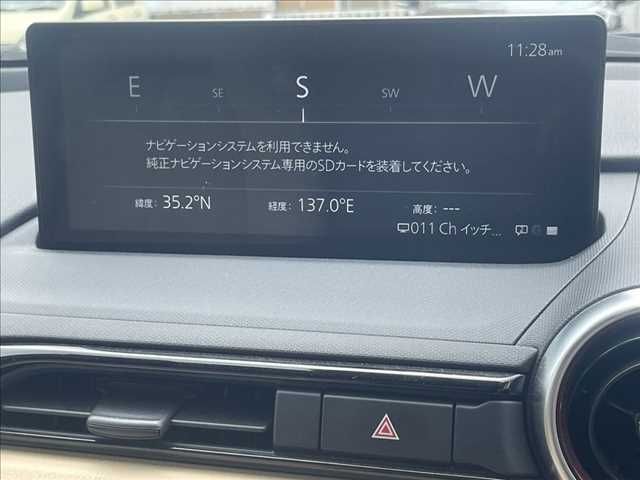 11:28am
E SE S SW W
ナビゲーションシステムを利用できません。
純正ナビゲーションシステム専用のSDカードを装着してください。
緯度: 35.2°N 経度: 137.0°E 高度: ---
011 Ch イッチ...